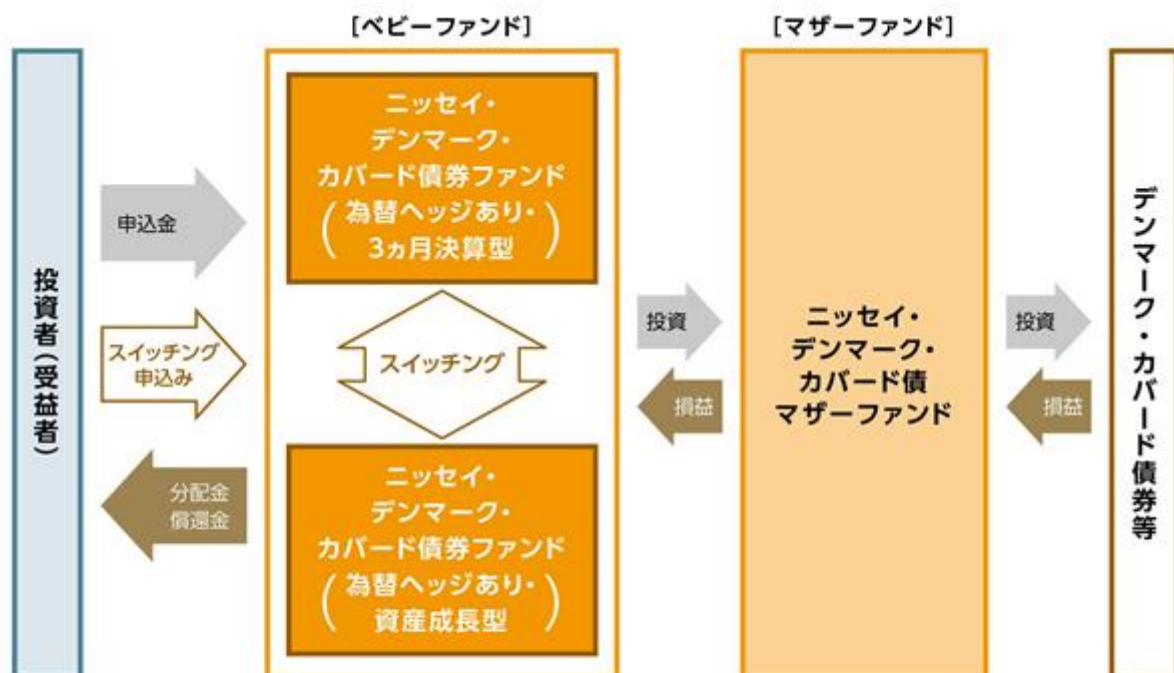 [ベビーファンド]
[マザーファンド]
投資者(受益者)
申込金
スイッチング
申込み
分配金
償還金
ニッセイ・
デンマーク・
カバード債券ファンド
(為替ヘッジあり・
3ヵ月決算型)
スイッチング
ニッセイ・
デンマーク・
カバード債券ファンド
(為替ヘッジあり・
資産成長型)
投資
損益
ニッセイ・
デンマーク・
カバード債
マザーファンド
投資
損益
デンマーク・カバード債券等